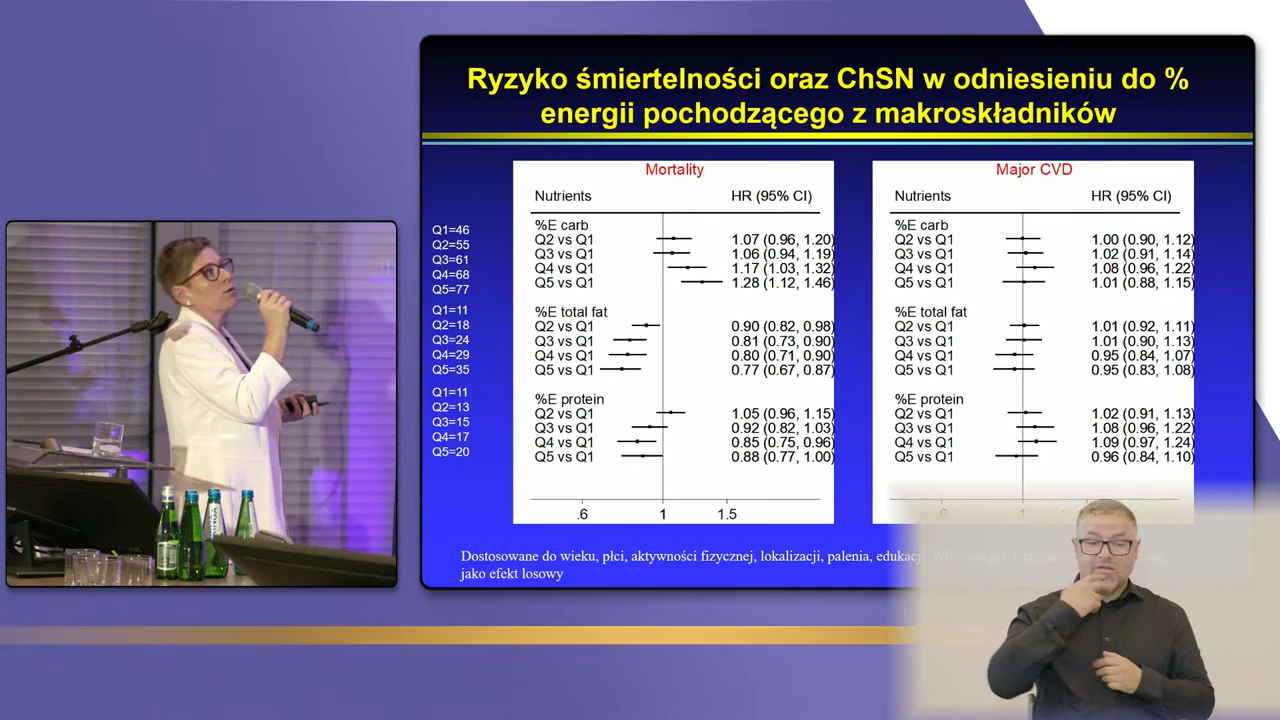 Ryzyko śmiertelności oraz ChSN w odniesieniu do %
energii pochodzącego z makroskładników
Q1=46
Q2=55
Q3=61
Q4=68
Q5=77
Q1=11
Q2=18
Q3=24
Q4=29
Q5=35
Q1=11
Q2=13
Q3=15
Q4=17
Q5=20
Mortality
Nutrients HR (95% CI)
%E carb
Q2 vs Q1 1.07 (0.96, 1.20)
Q3 vs Q1 1.06 (0.94, 1.19)
Q4 vs Q1 1.17 (1.03, 1.32)
Q5 vs Q1 1.28 (1.12, 1.46)
%E total fat
Q2 vs Q1 0.90 (0.82, 0.98)
Q3 vs Q1 0.81 (0.73, 0.90)
Q4 vs Q1 0.80 (0.71, 0.90)
Q5 vs Q1 0.77 (0.67, 0.87)
%E protein
Q2 vs Q1 1.05 (0.96, 1.15)
Q3 vs Q1 0.92 (0.82, 1.03)
Q4 vs Q1 0.85 (0.75, 0.96)
Q5 vs Q1 0.88 (0.77, 1.00)
.6 1 1.5
Major CVD
Nutrients HR (95% CI)
%E carb
Q2 vs Q1 1.00 (0.90, 1.12)
Q3 vs Q1 1.02 (0.91, 1.14)
Q4 vs Q1 1.08 (0.96, 1.22)
Q5 vs Q1 1.01 (0.88, 1.15)
%E total fat
Q2 vs Q1 1.01 (0.92, 1.11)
Q3 vs Q1 1.01 (0.90, 1.13)
Q4 vs Q1 0.95 (0.84, 1.07)
Q5 vs Q1 0.95 (0.83, 1.08)
%E protein
Q2 vs Q1 1.02 (0.91, 1.13)
Q3 vs Q1 1.08 (0.96, 1.22)
Q4 vs Q1 1.09 (0.97, 1.24)
Q5 vs Q1 0.96 (0.84, 1.10)
.6 1
Dostosowane do wieku, płci, aktywności fizycznej, lokalizacji, palenia,
jako efekt losowy